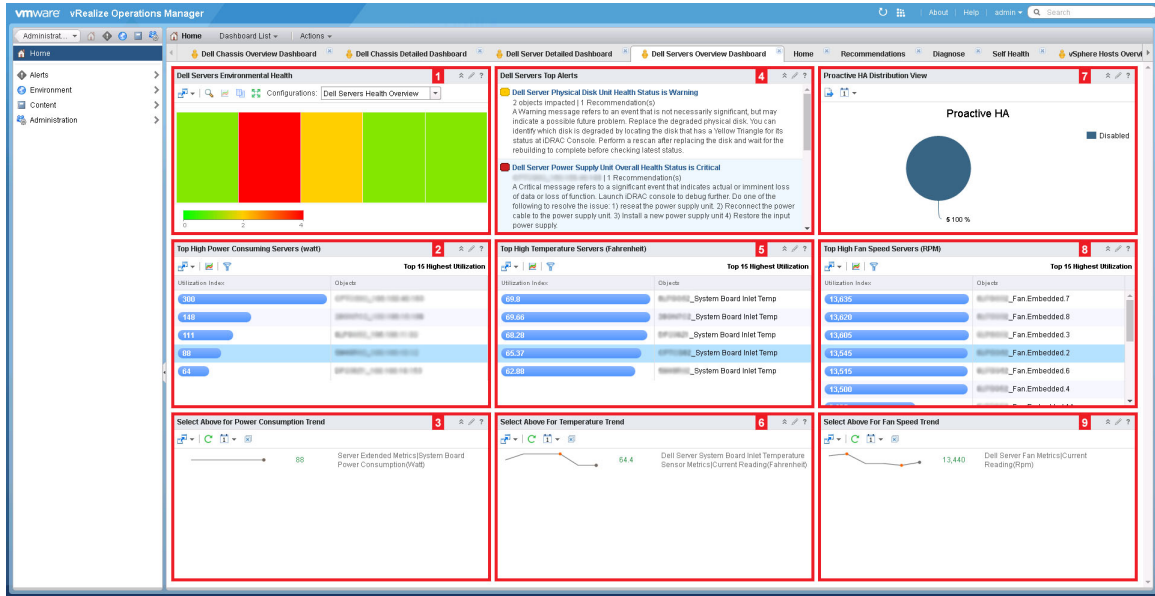 vmware vRealize Operations Manager
About Help admin Search
Administrat...
Home Dashboard List Actions
Dell Chassis Overview Dashboard Dell Chassis Detailed Dashboard Dell Server Detailed Dashboard Dell Servers Overview Dashboard Home Recommendations Diagnose Self Health vSphere Hosts Overvi
Home
Alerts
Environment
Content
Administration
Dell Servers Environmental Health 1
Configurations: Dell Servers Health Overview
0 2 4
Dell Servers Top Alerts 4
Dell Server Physical Disk Unit Health Status is Warning
2 objects impacted | 1 Recommendation(s)
A Warning message refers to an event that is not necessarily significant, but may
indicate a possible future problem. Replace the degraded physical disk. You can
identify which disk is degraded by locating the disk that has a Yellow Triangle for its
status at iDRAC Console. Perform a rescan after replacing the disk and wait for the
rebuilding to complete before checking latest status.
Dell Server Power Supply Unit Overall Health Status is Critical
| 1 Recommendation(s)
A Critical message refers to a significant event that indicates actual or imminent loss
of data or loss of function. Launch iDRAC console to debug further. Do one of the
following to resolve the issue: 1) reseat the power supply unit. 2) Reconnect the power
cable to the power supply unit. 3) Install a new power supply unit 4) Restore the input
power supply.
Proactive HA Distribution View 7
1
Proactive HA
Disabled
5 100 %
Top High Power Consuming Servers (watt) 2
Top 15 Highest Utilization
Utilization Index Objects
308
148
111
88
64
Top High Temperature Servers (Fahrenheit) 5
Top 15 Highest Utilization
Utilization Index Objects
69.8 _System Board Inlet Temp
69.66 _System Board Inlet Temp
68.28 _System Board Inlet Temp
65.37 _System Board Inlet Temp
62.88 _System Board Inlet Temp
Top High Fan Speed Servers (RPM) 8
Top 15 Highest Utilization
Utilization Index Objects
13,635 _Fan.Embedded.7
13,620 _Fan.Embedded.8
13,605 _Fan.Embedded.3
13,545 _Fan.Embedded.2
13,515 _Fan.Embedded.6
13,500 _Fan.Embedded.4
Select Above for Power Consumption Trend 3
1
88 Server Extended Metrics|System Board
Power Consumption(Watt)
Select Above For Temperature Trend 6
1
64.4 Dell Server System Board Inlet Temperature
Sensor Metrics|Current Reading(Fahrenheit)
Select Above For Fan Speed Trend 9
1
13,440 Dell Server Fan Metrics|Current
Reading(Rpm)